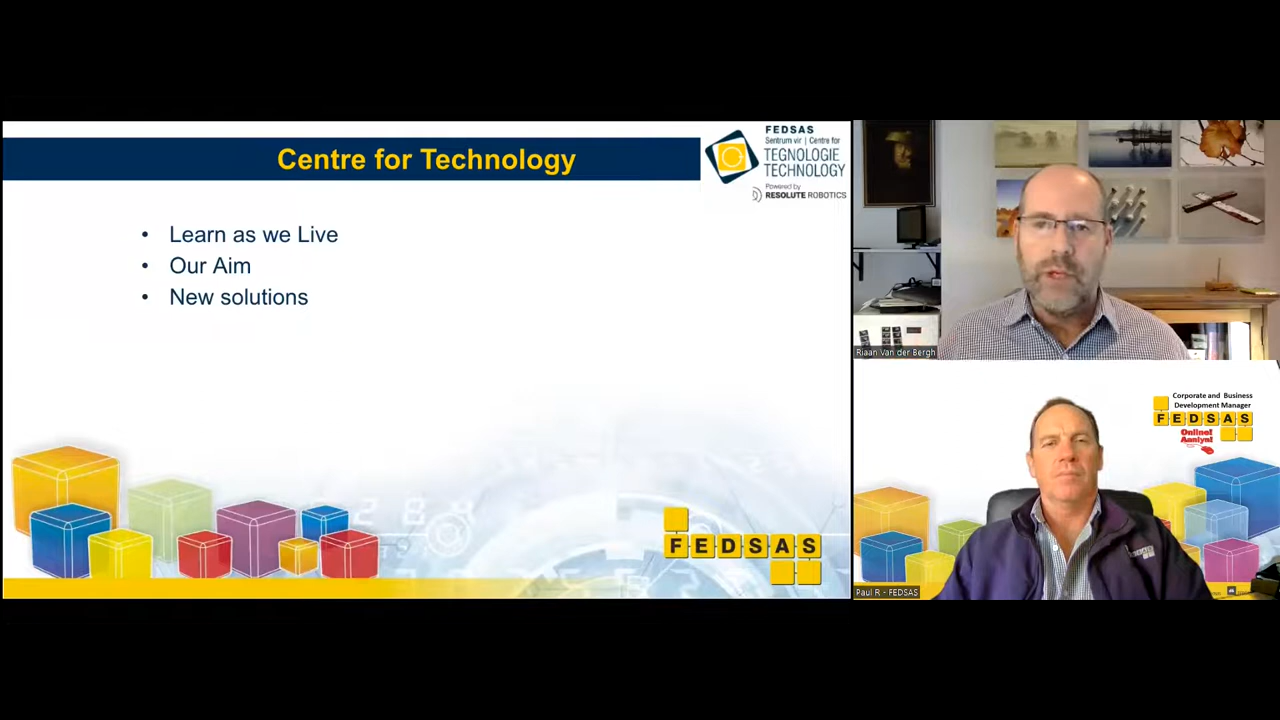 Centre for Technology
FEDSAS
Sentrum vir | Centre for
TEGNOLOGIE
TECHNOLOGY
Powered by
RESOLUTE ROBOTICS
• Learn as we Live
• Our Aim
• New solutions
FEDSAS
Riaan Van der Bergh
Corporate and Business
Development Manager
FEDSAS
Online!
Aanlyn!
Paul R - FEDSAS